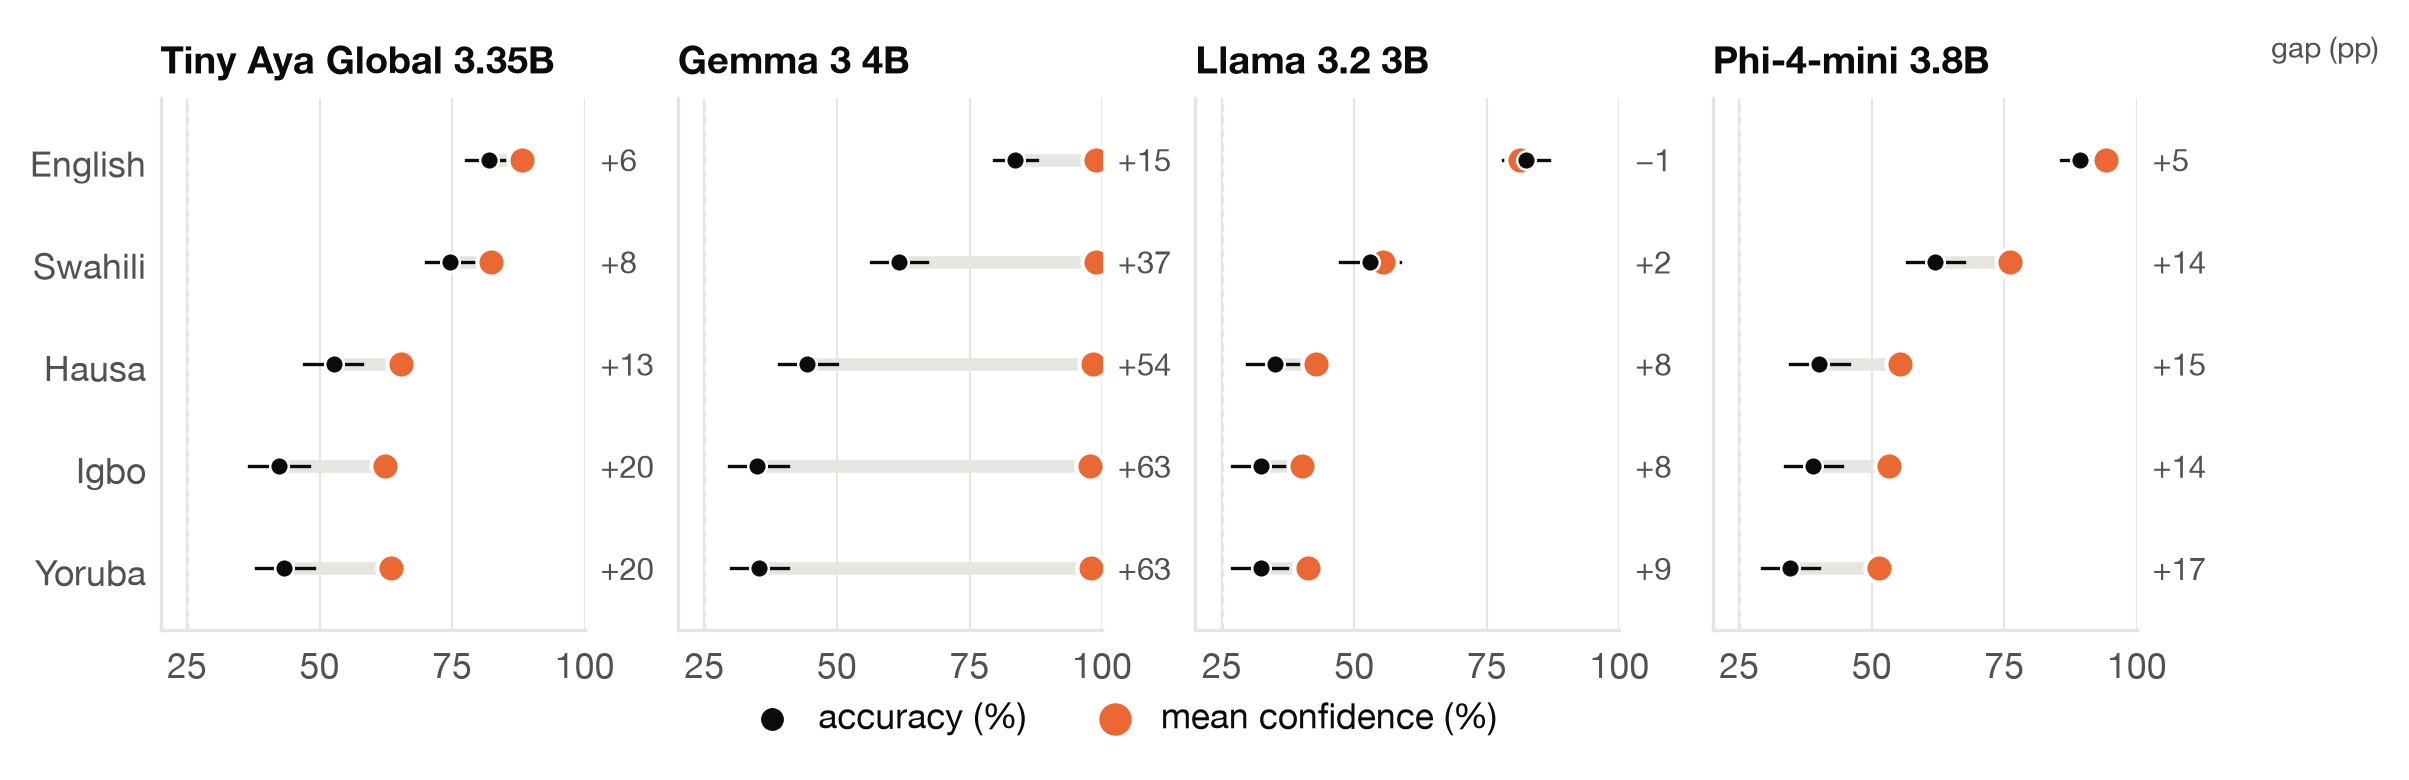 Tiny Aya Global 3.35B Gemma 3 4B Llama 3.2 3B Phi-4-mini 3.8B gap (pp)
English +6 +15 −1 +5
Swahili +8 +37 +2 +14
Hausa +13 +54 +8 +15
Igbo +20 +63 +8 +14
Yoruba +20 +63 +9 +17
25 50 75 100 25 50 75 100 25 50 75 100 25 50 75 100
accuracy (%) mean confidence (%)